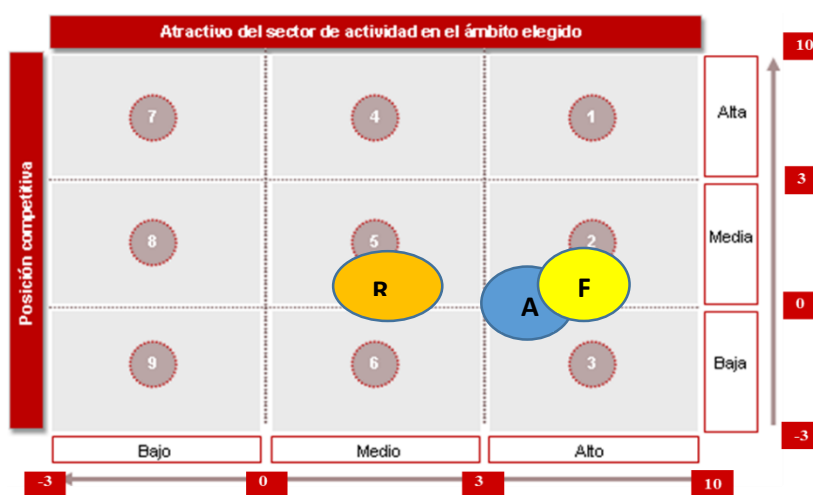 Atractivo del sector de actividad en el ámbito elegido
10
7 4 1 Alta
3
Posición competitiva
8 5 2 Media
R A F
0
9 6 3 Baja
-3
Bajo Medio Alto
-3 0 3 10